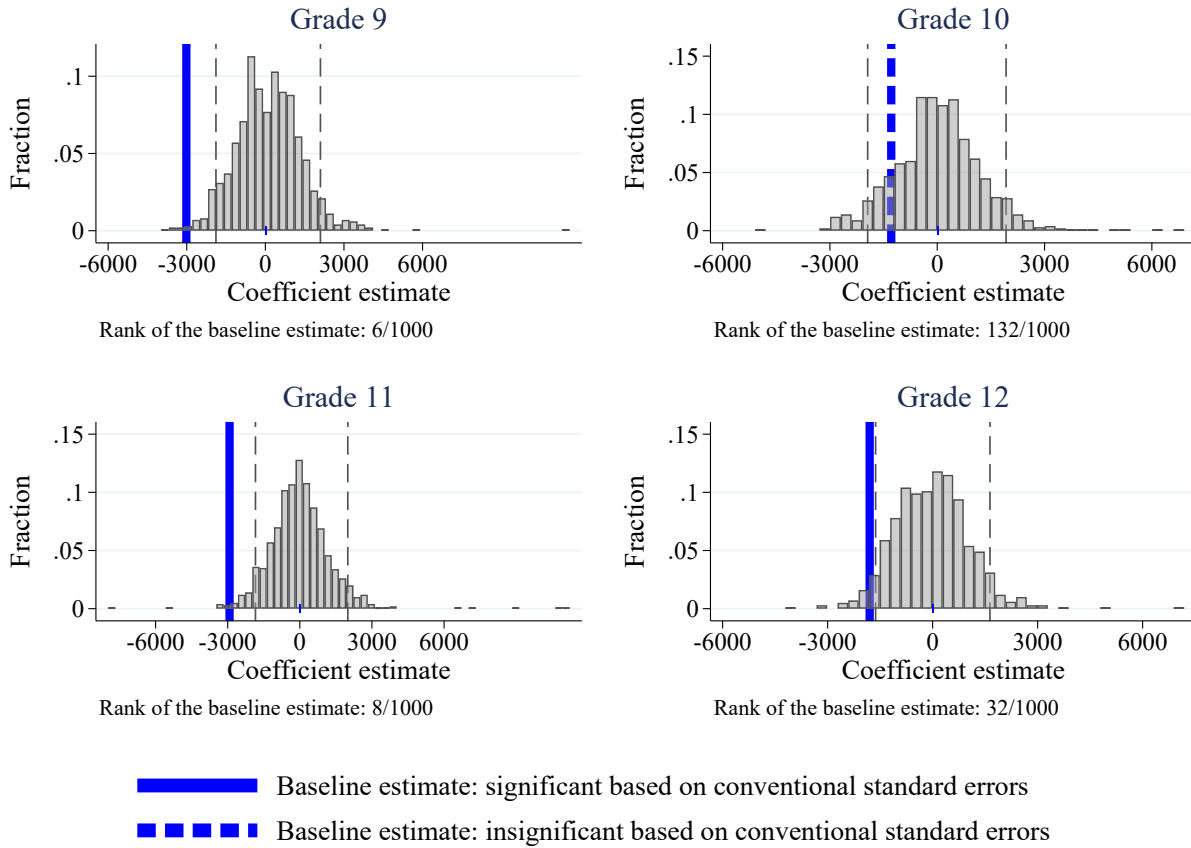 Grade 9
Fraction
.1
.05
0
-6000 -3000 0 3000 6000
Coefficient estimate
Rank of the baseline estimate: 6/1000
Grade 10
Fraction
.15
.1
.05
0
-6000 -3000 0 3000 6000
Coefficient estimate
Rank of the baseline estimate: 132/1000
Grade 11
Fraction
.15
.1
.05
0
-6000 -3000 0 3000 6000
Coefficient estimate
Rank of the baseline estimate: 8/1000
Grade 12
Fraction
.15
.1
.05
0
-6000 -3000 0 3000 6000
Coefficient estimate
Rank of the baseline estimate: 32/1000
Baseline estimate: significant based on conventional standard errors
Baseline estimate: insignificant based on conventional standard errors